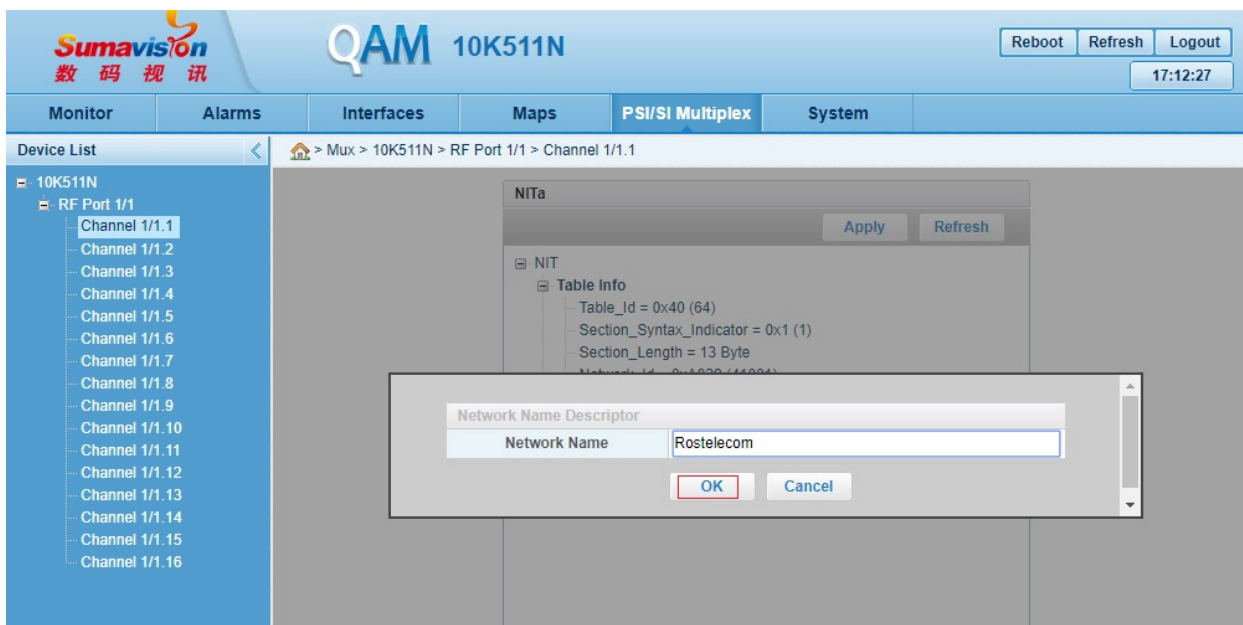 Sumavision
数码视讯
QAM 10K511N
Reboot Refresh Logout
17:12:27
Monitor Alarms Interfaces Maps PSI/SI Multiplex System
Device List
> Mux > 10K511N > RF Port 1/1 > Channel 1/1.1
10K511N
RF Port 1/1
Channel 1/1.1
Channel 1/1.2
Channel 1/1.3
Channel 1/1.4
Channel 1/1.5
Channel 1/1.6
Channel 1/1.7
Channel 1/1.8
Channel 1/1.9
Channel 1/1.10
Channel 1/1.11
Channel 1/1.12
Channel 1/1.13
Channel 1/1.14
Channel 1/1.15
Channel 1/1.16
NITa
Apply Refresh
NIT
Table Info
Table_Id = 0x40 (64)
Section_Syntax_Indicator = 0x1 (1)
Section_Length = 13 Byte
Network Name Descriptor
Network Name Rostelecom
OK Cancel